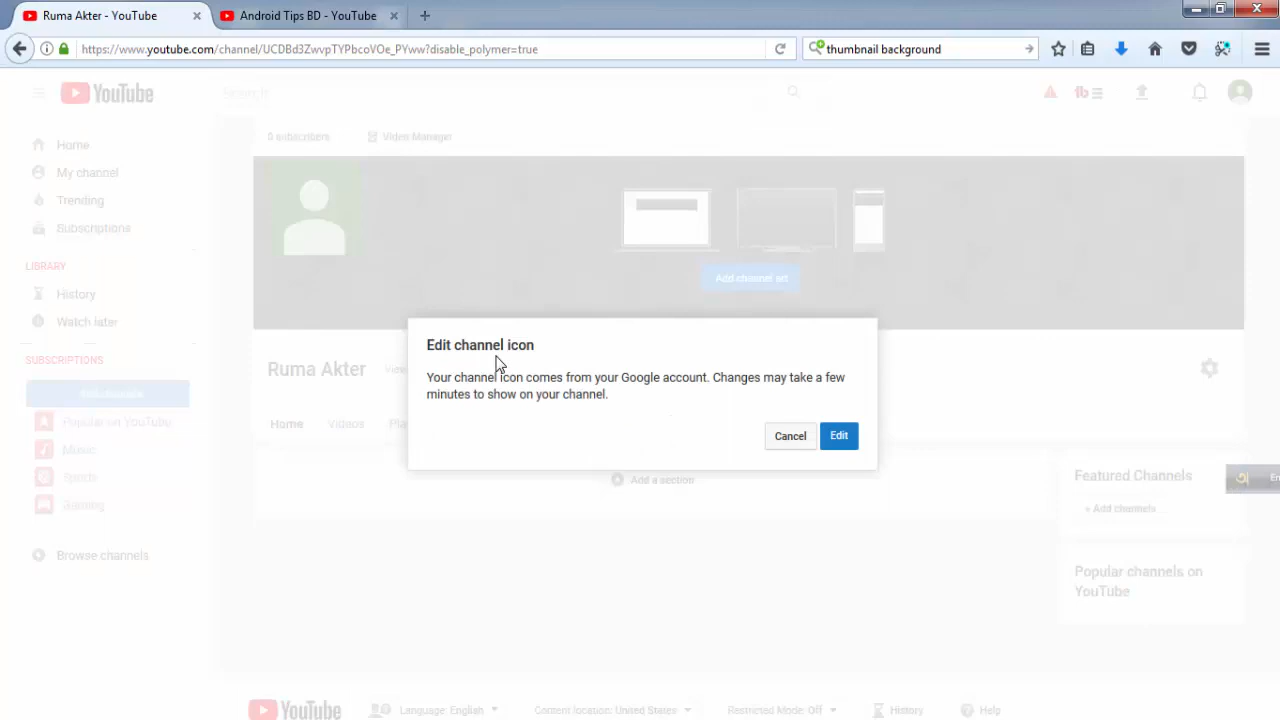 Ruma Akter - YouTube
Android Tips BD - YouTube
https://www.youtube.com/channel/UCDBd3ZwvpTYPbcoVOe_PYww?disable_polymer=true
thumbnail background
YouTube
Search
0 subscribers
Video Manager
Home
My channel
Trending
Subscriptions
LIBRARY
History
Watch later
SUBSCRIPTIONS
Add channels
Popular on YouTube
Music
Sports
Gaming
Browse channels
Add channel art
Ruma Akter
Home
Videos
Edit channel icon
Your channel icon comes from your Google account. Changes may take a few
minutes to show on your channel.
Cancel
Edit
Add a section
Featured Channels
+ Add channels
Popular channels on
YouTube
YouTube
Language: English
Content location: United States
Restricted Mode: Off
History
Help